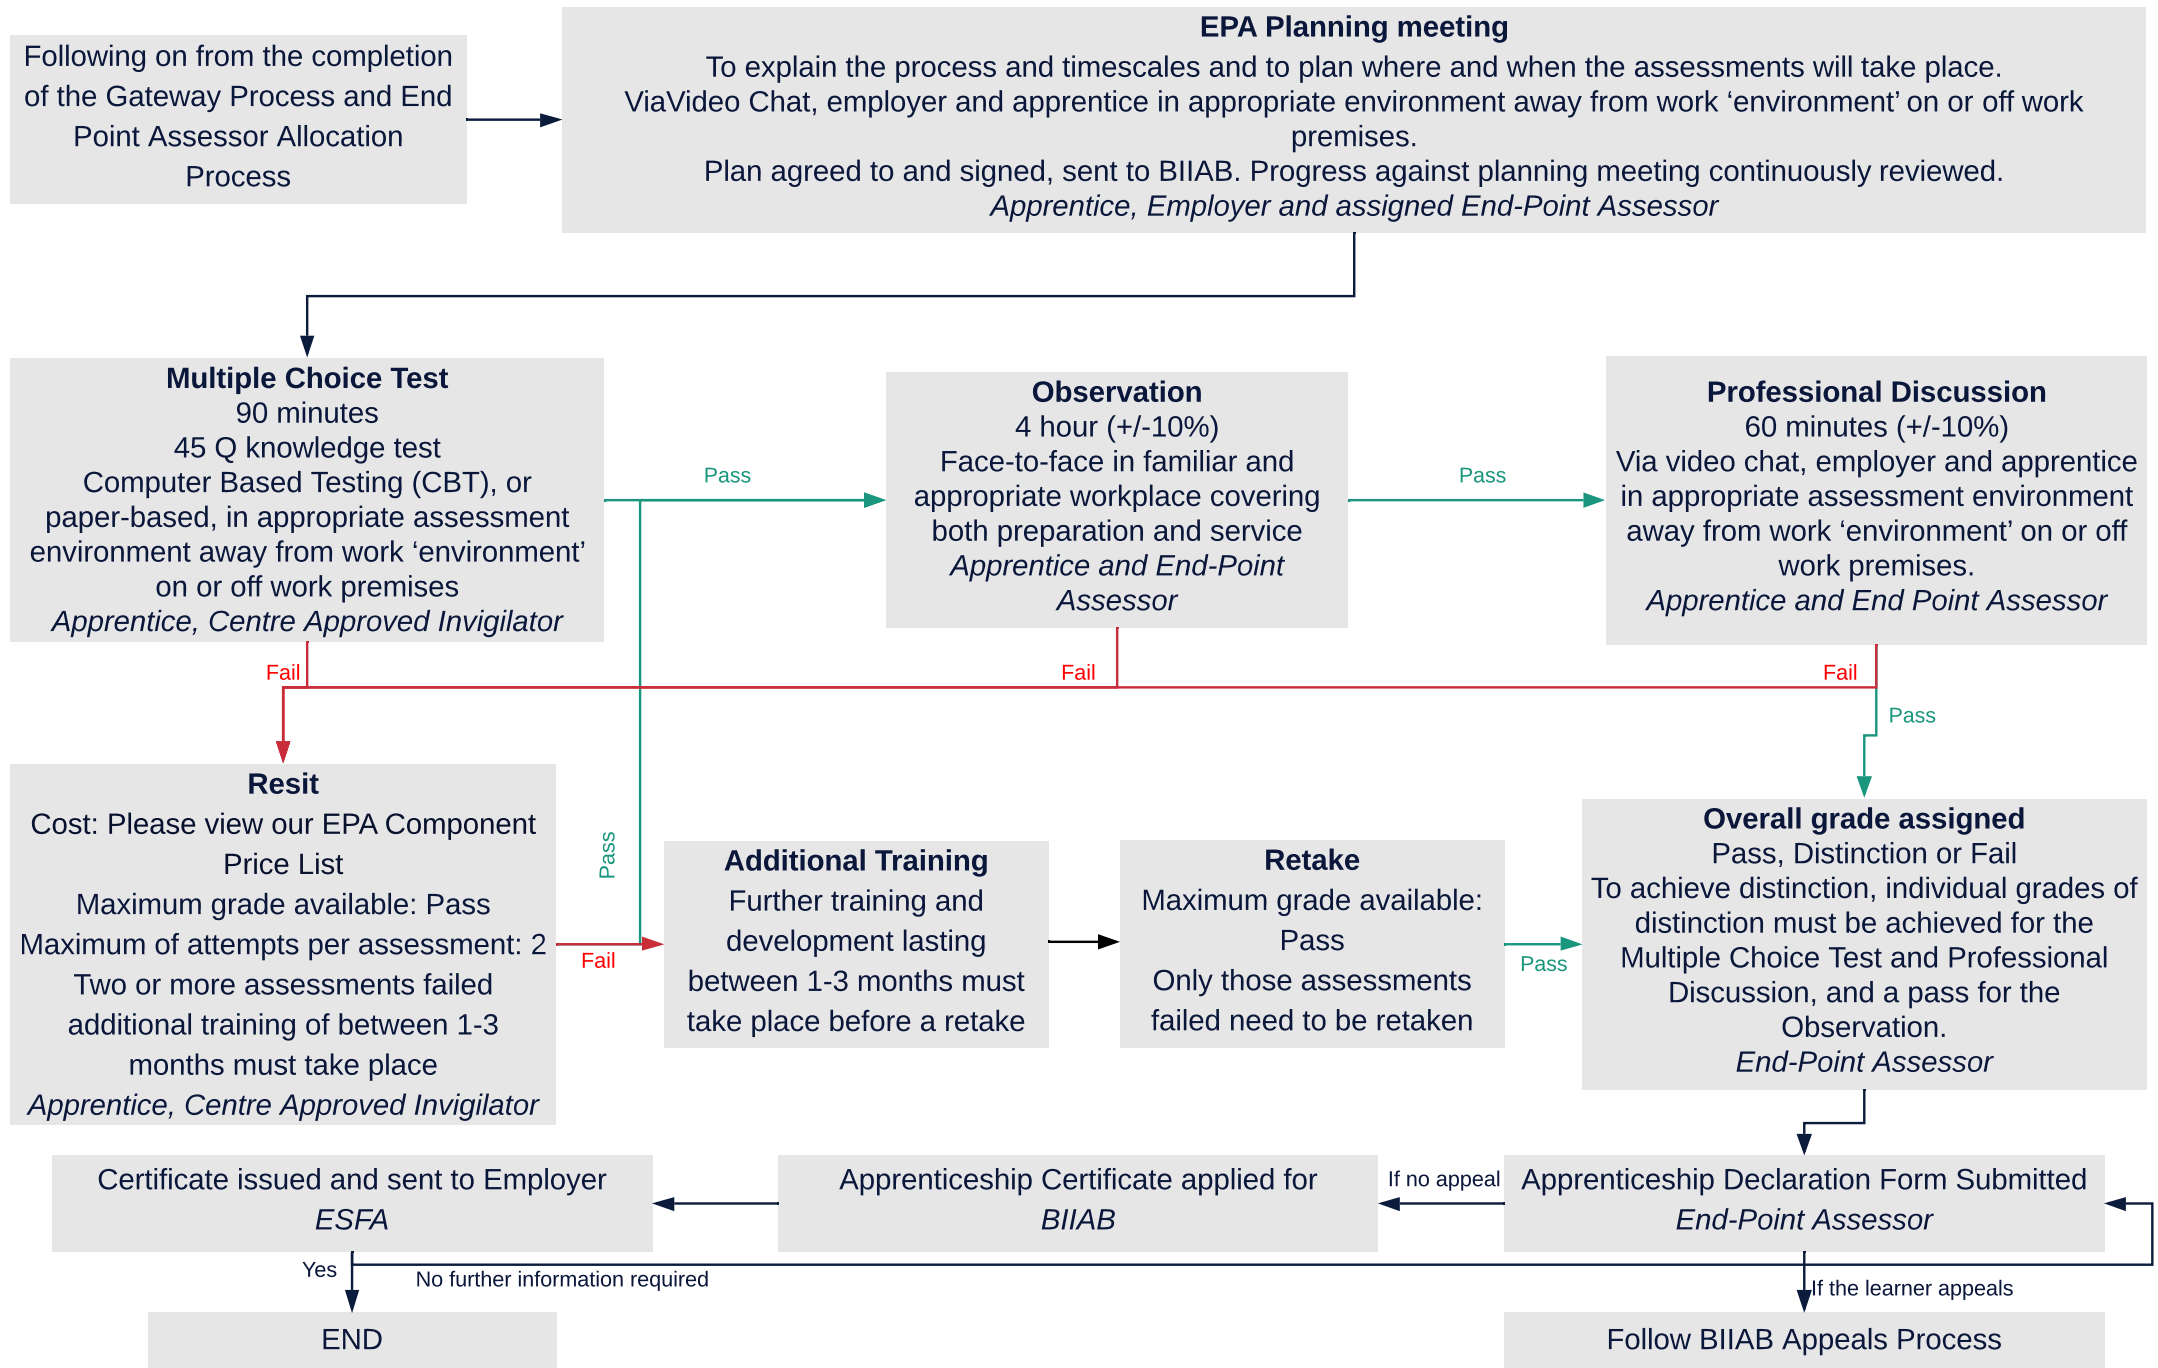 Following on from the completion
of the Gateway Process and End
Point Assessor Allocation
Process
EPA Planning meeting
To explain the process and timescales and to plan where and when the assessments will take place.
ViaVideo Chat, employer and apprentice in appropriate environment away from work ‘environment’ on or off work
premises.
Plan agreed to and signed, sent to BIIAB. Progress against planning meeting continuously reviewed.
Apprentice, Employer and assigned End-Point Assessor
Multiple Choice Test
90 minutes
45 Q knowledge test
Computer Based Testing (CBT), or
paper-based, in appropriate assessment
environment away from work ‘environment’
on or off work premises
Apprentice, Centre Approved Invigilator
Pass
Observation
4 hour (+/-10%)
Face-to-face in familiar and
appropriate workplace covering
both preparation and service
Apprentice and End-Point
Assessor
Pass
Professional Discussion
60 minutes (+/-10%)
Via video chat, employer and apprentice
in appropriate assessment environment
away from work ‘environment’ on or off
work premises.
Apprentice and End Point Assessor
Fail
Fail
Fail
Pass
Resit
Cost: Please view our EPA Component
Price List
Maximum grade available: Pass
Maximum of attempts per assessment: 2
Two or more assessments failed
additional training of between 1-3
months must take place
Apprentice, Centre Approved Invigilator
Pass
Fail
Additional Training
Further training and
development lasting
between 1-3 months must
take place before a retake
Retake
Maximum grade available:
Pass
Only those assessments
failed need to be retaken
Pass
Overall grade assigned
Pass, Distinction or Fail
To achieve distinction, individual grades of
distinction must be achieved for the
Multiple Choice Test and Professional
Discussion, and a pass for the
Observation.
End-Point Assessor
Certificate issued and sent to Employer
ESFA
Apprenticeship Certificate applied for
BIIAB
If no appeal
Apprenticeship Declaration Form Submitted
End-Point Assessor
Yes
No further information required
If the learner appeals
END
Follow BIIAB Appeals Process